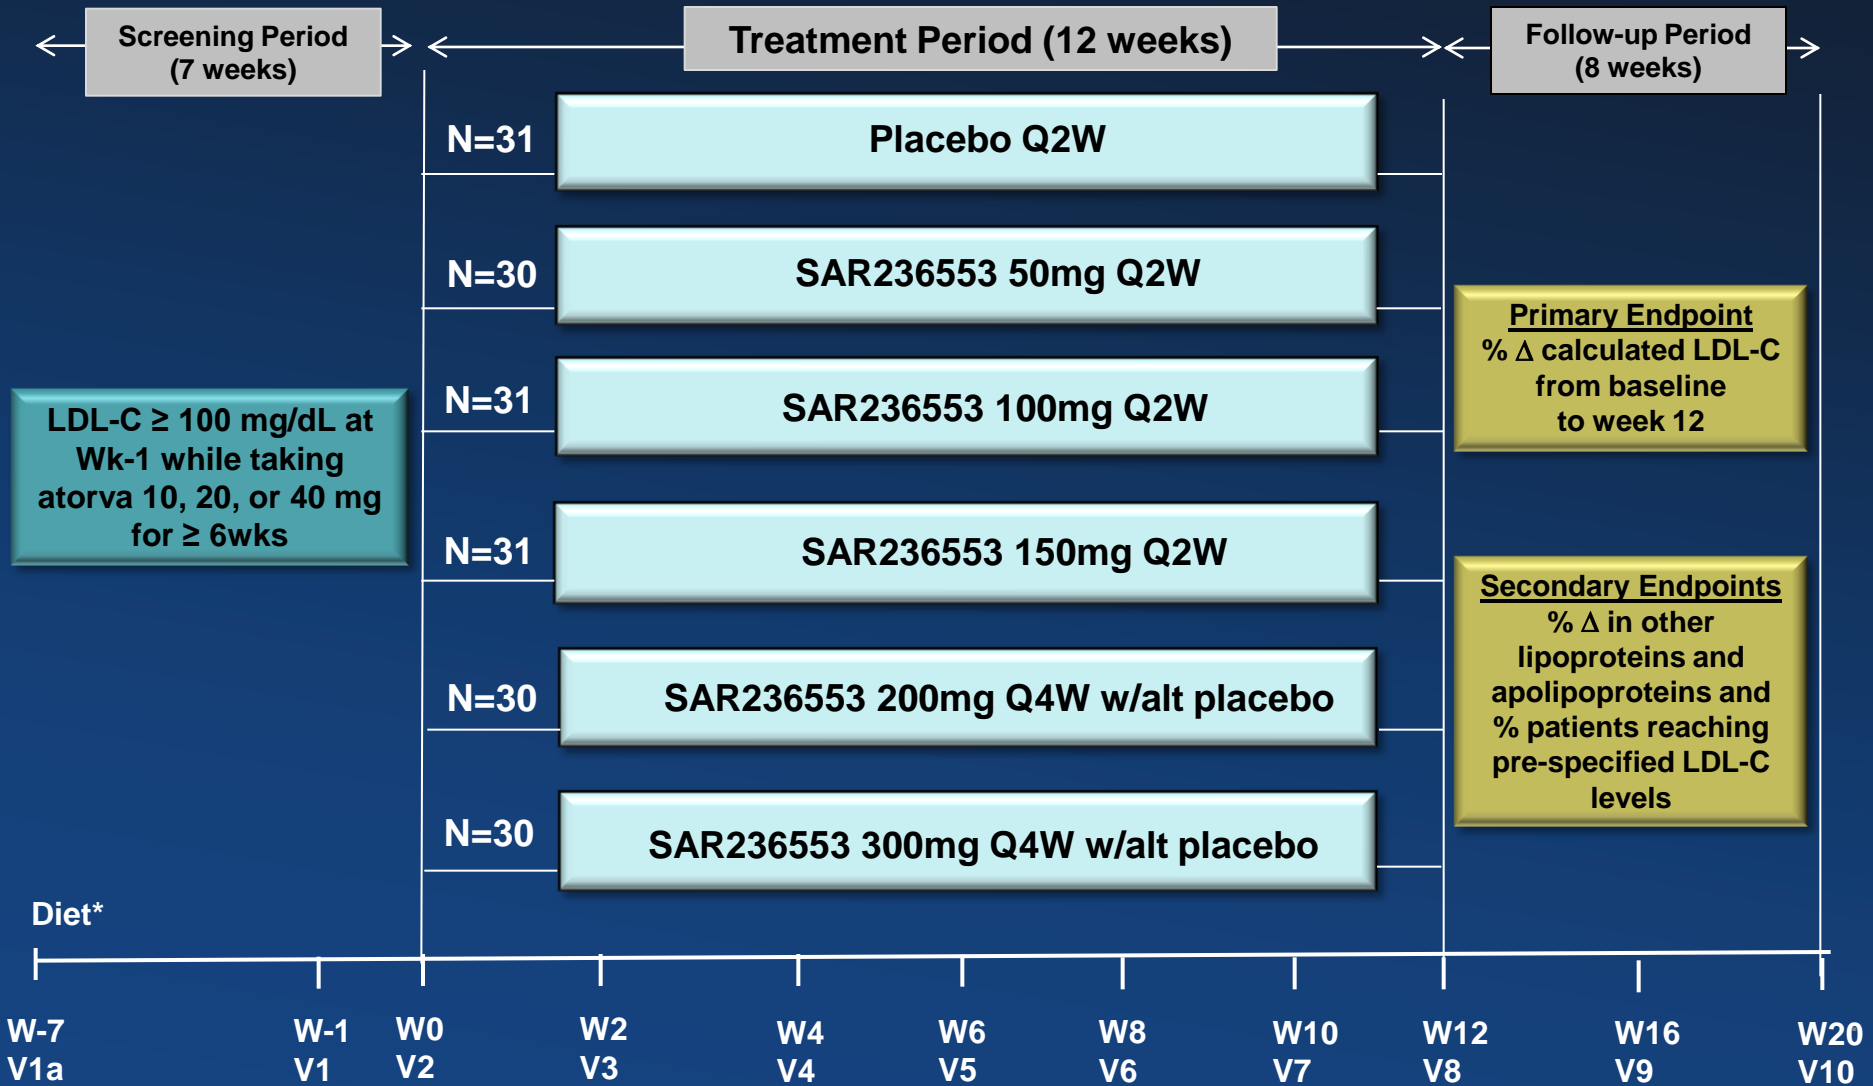 Screening Period
(7 weeks)
Treatment Period (12 weeks)
Follow-up Period
(8 weeks)
N=31
Placebo Q2W
N=30
SAR236553 50mg Q2W
N=31
SAR236553 100mg Q2W
N=31
SAR236553 150mg Q2W
N=30
SAR236553 200mg Q4W w/alt placebo
N=30
SAR236553 300mg Q4W w/alt placebo
LDL-C ≥ 100 mg/dL at
Wk-1 while taking
atorva 10, 20, or 40 mg
for ≥ 6wks
Primary Endpoint
% Δ calculated LDL-C
from baseline
to week 12
Secondary Endpoints
% Δ in other
lipoproteins and
apolipoproteins and
% patients reaching
pre-specified LDL-C
levels
Diet*
W-7 W-1 W0 W2 W4 W6 W8 W10 W12 W16 W20
V1a V1 V2 V3 V4 V5 V6 V7 V8 V9 V10